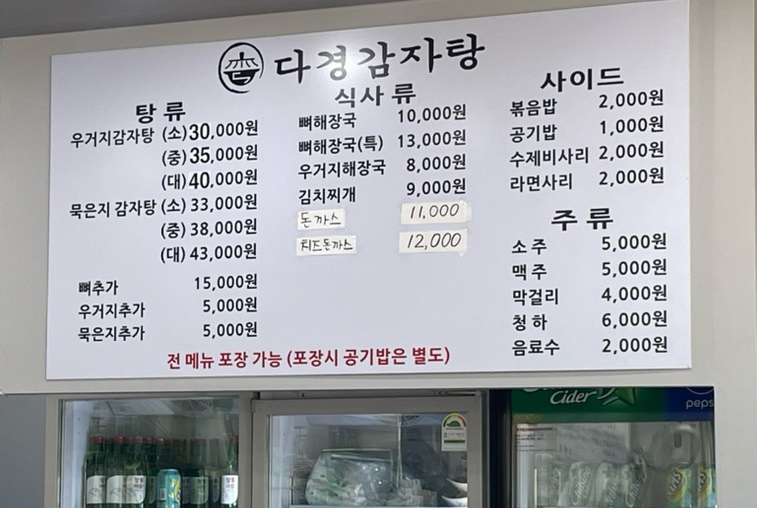 다경감자탕
탕 류
우거지감자탕 (소) 30,000원
(중) 35,000원
(대) 40,000원
묵은지 감자탕 (소) 33,000원
(중) 38,000원
(대) 43,000원
뼈추가 15,000원
우거지추가 5,000원
묵은지추가 5,000원
식사 류
뼈해장국 10,000원
뼈해장국(특) 13,000원
우거지해장국 8,000원
김치찌개 9,000원
돈까스 11,000
치즈돈까스 12,000
사이드
볶음밥 2,000원
공기밥 1,000원
수제비사리 2,000원
라면사리 2,000원
주 류
소 주 5,000원
맥 주 5,000원
막걸리 4,000원
청 하 6,000원
음료수 2,000원
전 메뉴 포장 가능 (포장시 공기밥은 별도)
Cider
peps